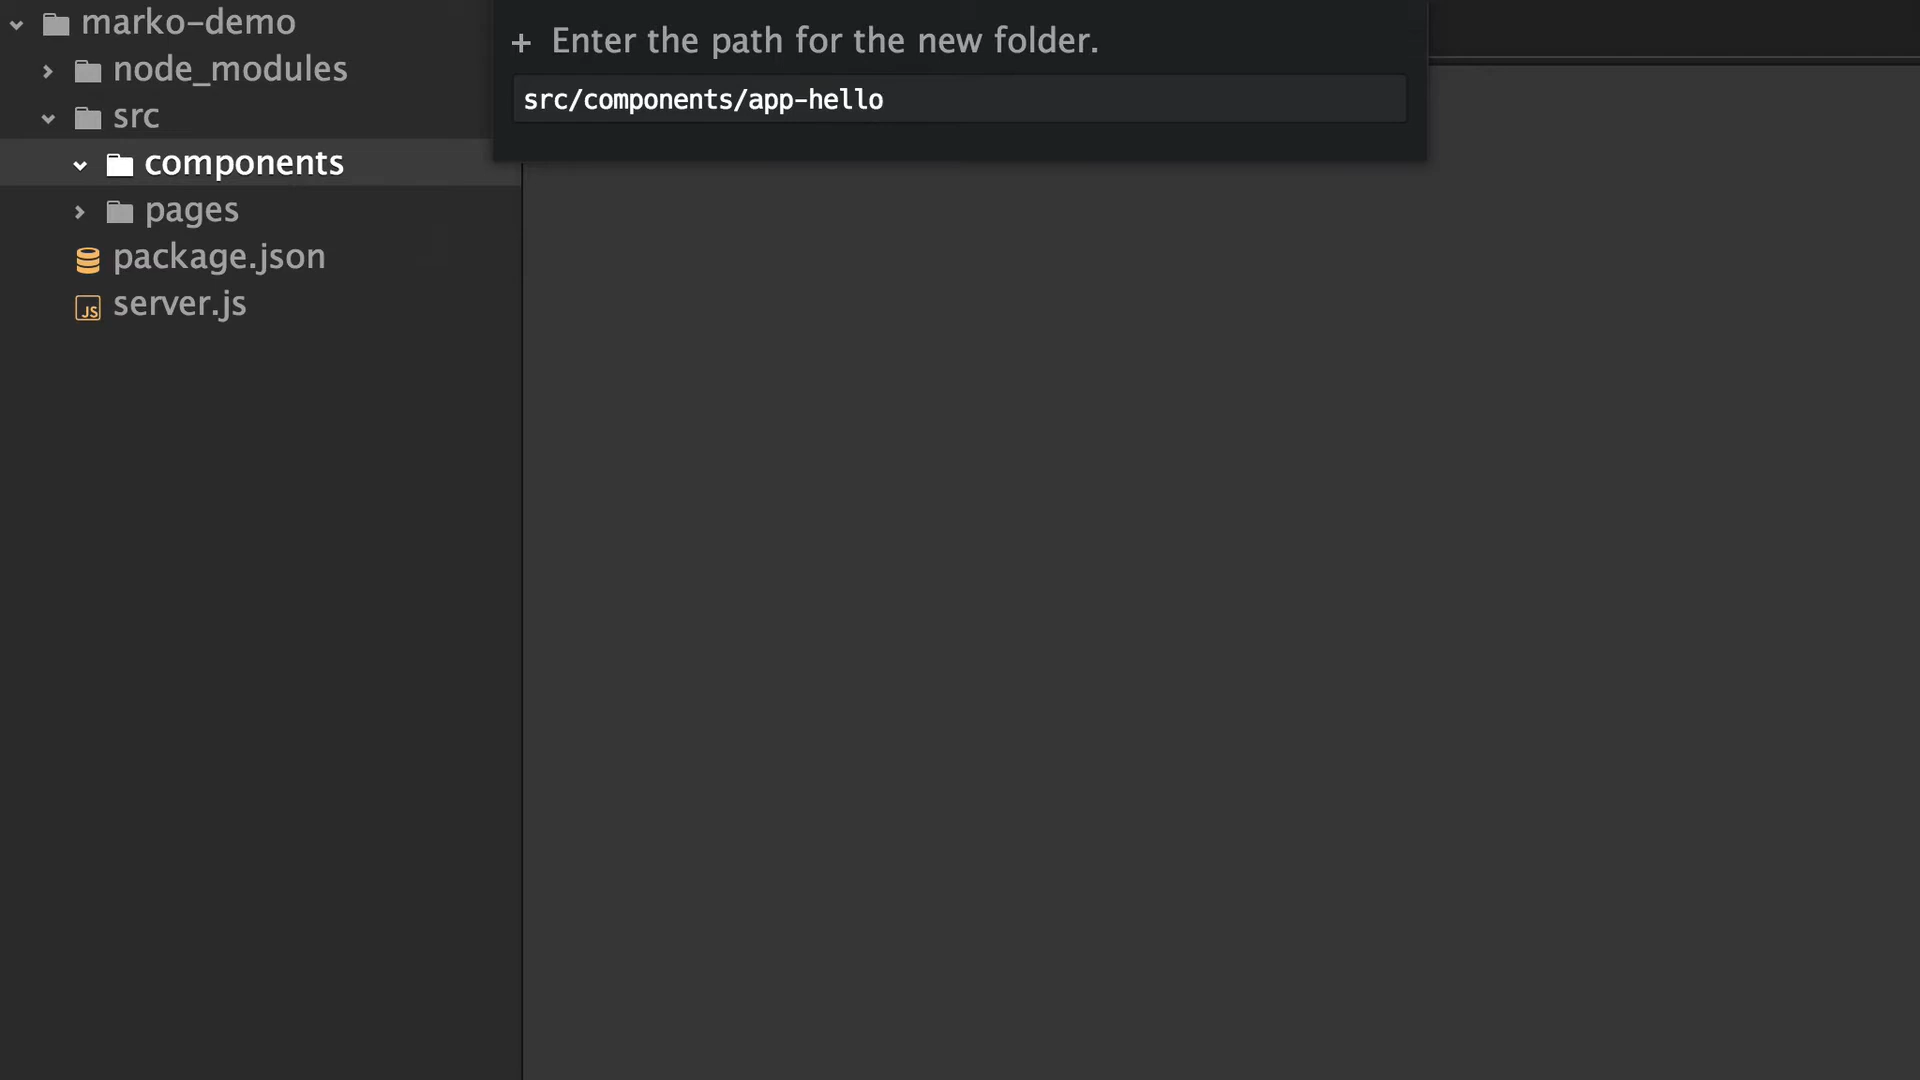 marko-demo
node_modules
src
components
pages
package.json
JS server.js
+ Enter the path for the new folder.
src/components/app-hello